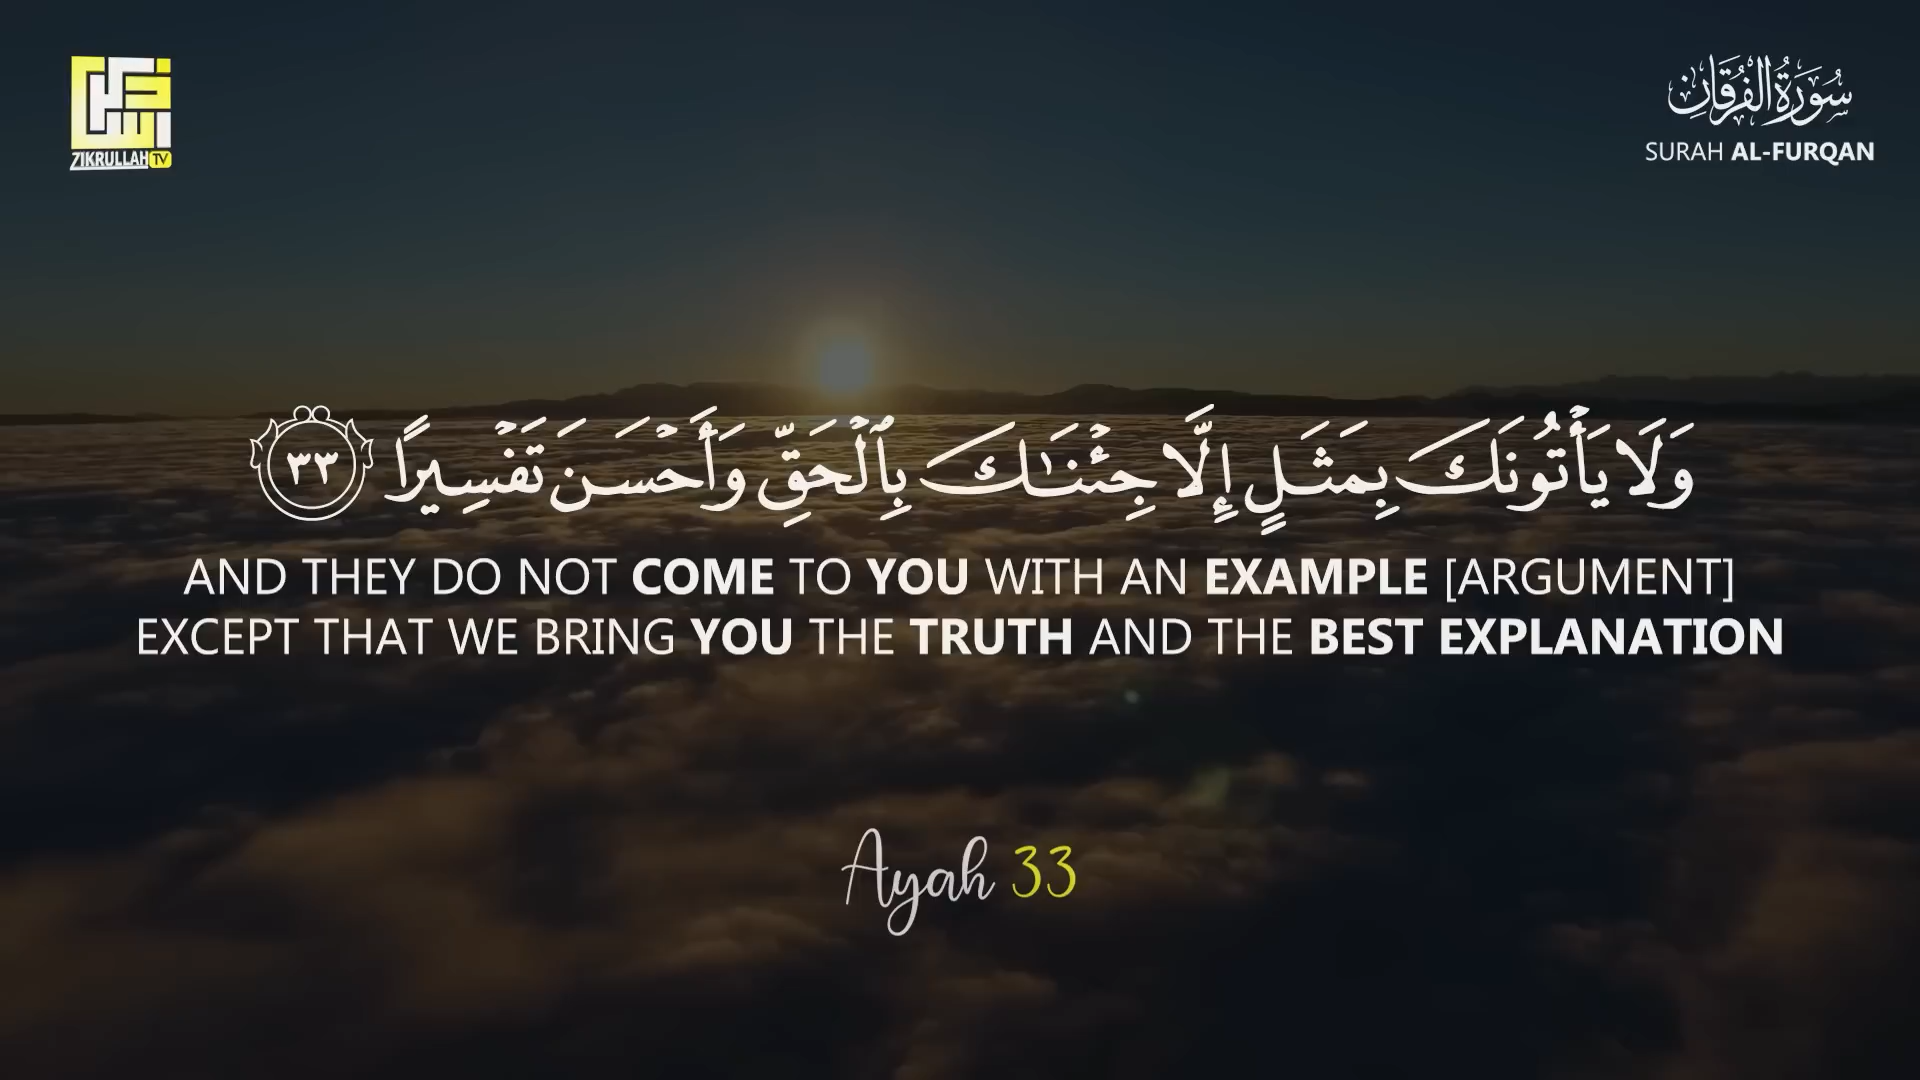 ZIKRULLAH TV
سُورَةُ الْفُرْقَانِ
SURAH AL-FURQAN
وَلَا يَأْتُونَكَ بِمَثَلٍ إِلَّا جِئْنَـٰكَ بِٱلْحَقِّ وَأَحْسَنَ تَفْسِيرًا ٣٣
AND THEY DO NOT COME TO YOU WITH AN EXAMPLE [ARGUMENT]
EXCEPT THAT WE BRING YOU THE TRUTH AND THE BEST EXPLANATION
Ayah 33